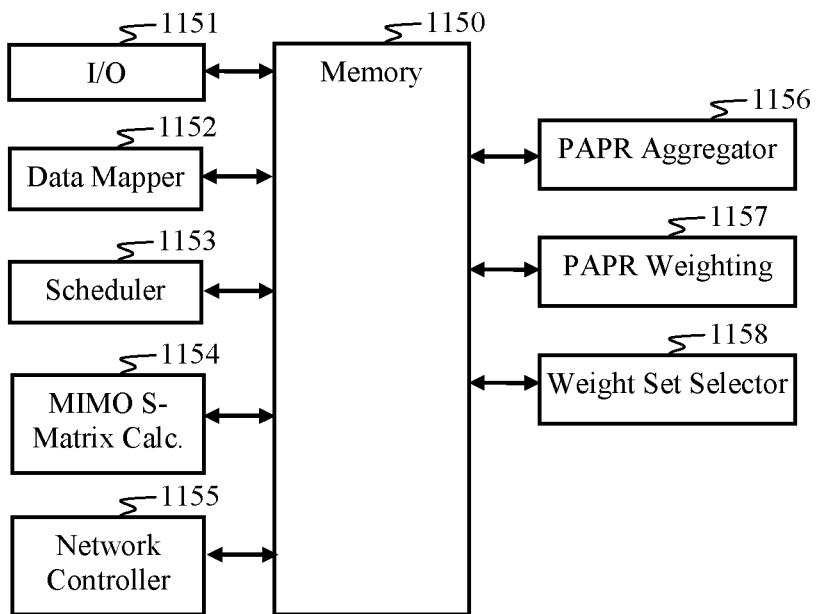 1151
I/O
1152
Data Mapper
1153
Scheduler
1154
MIMO S-
Matrix Calc.
1155
Network
Controller
1150
Memory
1156
PAPR Aggregator
1157
PAPR Weighting
1158
Weight Set Selector